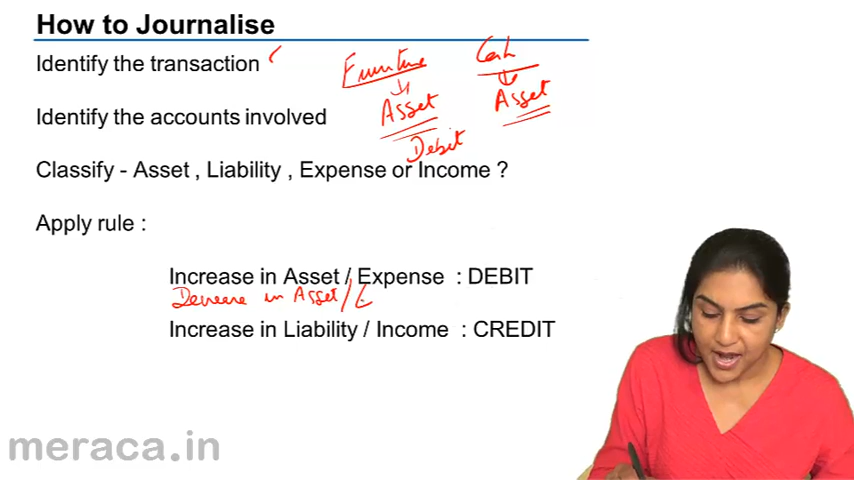 How to Journalise
Identify the transaction
Furniture Cash
Asset Asset
Identify the accounts involved
Debit
Classify - Asset , Liability , Expense or Income ?
Apply rule :
Increase in Asset / Expense : DEBIT
Decrease in Asset / E
Increase in Liability / Income : CREDIT
meraca.in